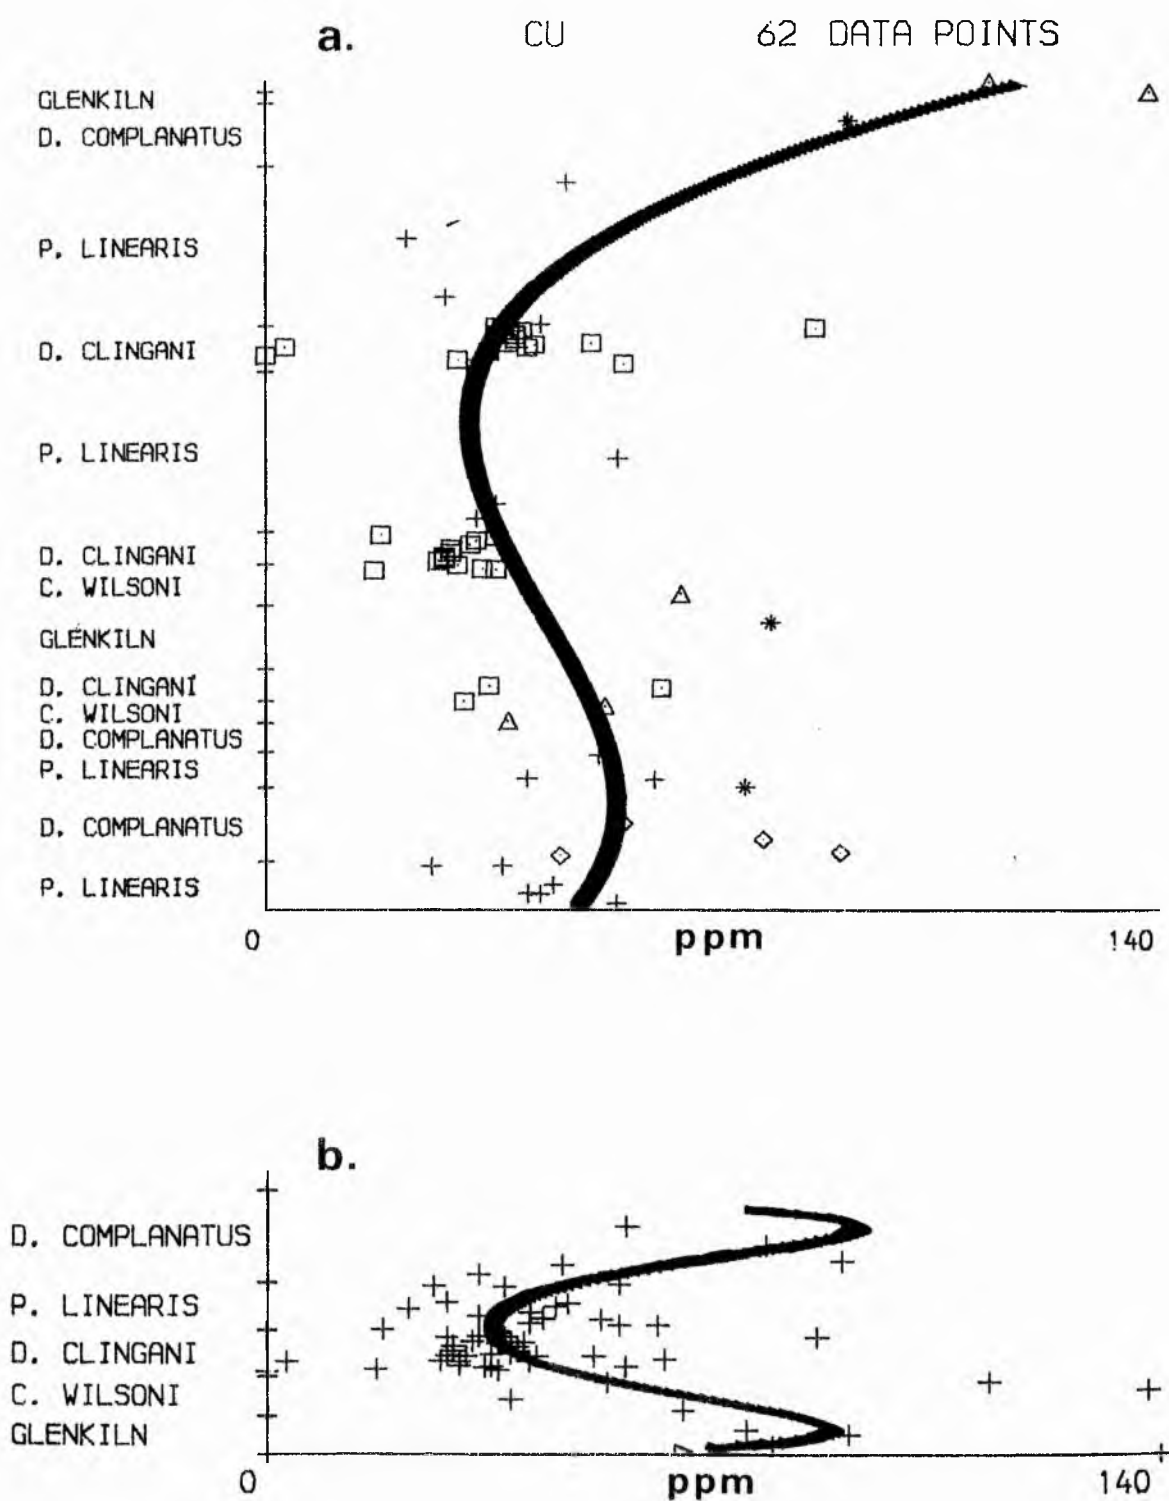 a. CU 62 DATA POINTS
GLENKILN
D. COMPLANATUS
P. LINEARIS
D. CLINGANI
P. LINEARIS
D. CLINGANI
C. WILSONI
GLENKILN
D. CLINGANI
C. WILSONI
D. COMPLANATUS
P. LINEARIS
D. COMPLANATUS
P. LINEARIS
0 ppm 140
b.
D. COMPLANATUS
P. LINEARIS
D. CLINGANI
C. WILSONI
GLENKILN
0 ppm 140